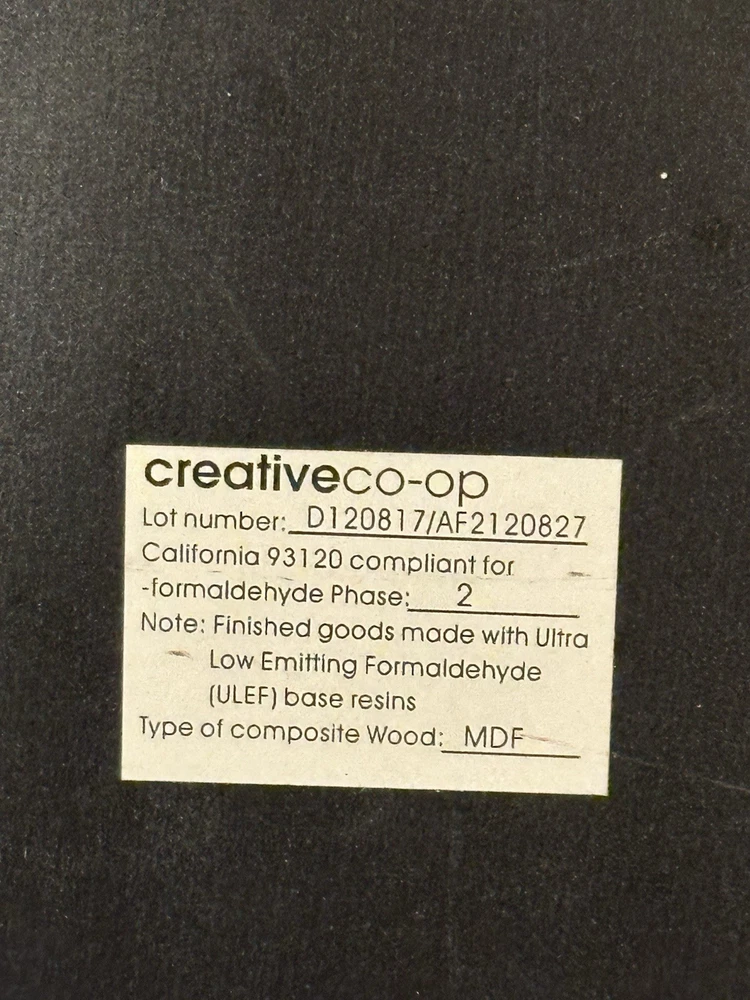 creativeco-op
Lot number: D120817/AF2120827
California 93120 compliant for
-formaldehyde Phase: 2
Note: Finished goods made with Ultra
Low Emitting Formaldehyde
(ULEF) base resins
Type of composite Wood: MDF